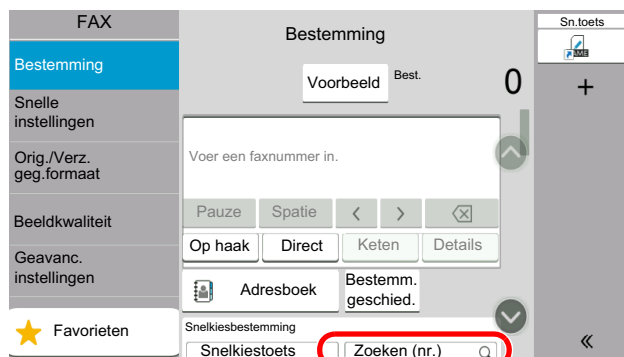 FAX
Bestemming
Snelle
instellingen
Orig./Verz.
geg.formaat
Beeldkwaliteit
Geavanc.
instellingen
Favorieten
Bestemming
Voorbeeld
Best.
0
Voer een faxnummer in.
Pauze
Spatie
Op haak
Direct
Keten
Details
Adresboek
Bestemm.
geschied.
Snelkiesbestemming
Snelkiestoets
Zoeken (nr.)
Sn.toets
+
«